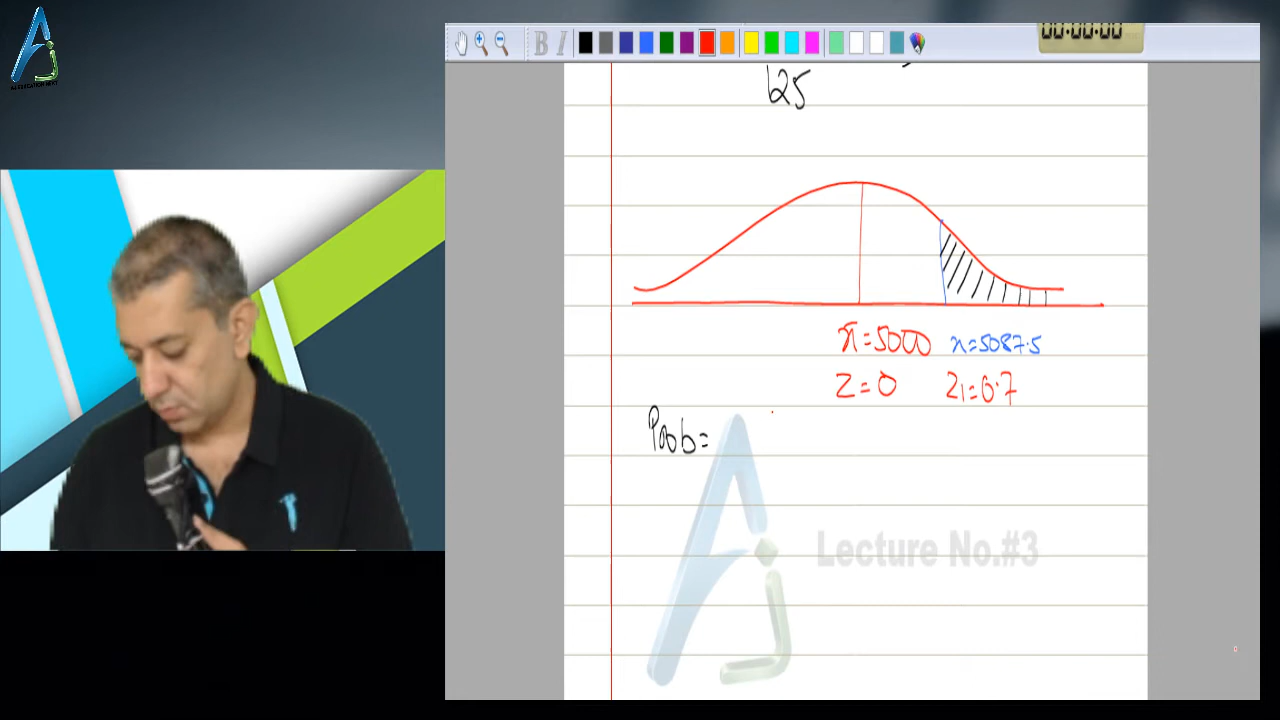 00:00:00
B I
125
x̄=5000 x=5087.5
Z=0 Z1=0.7
Prob=
Lecture No.#3